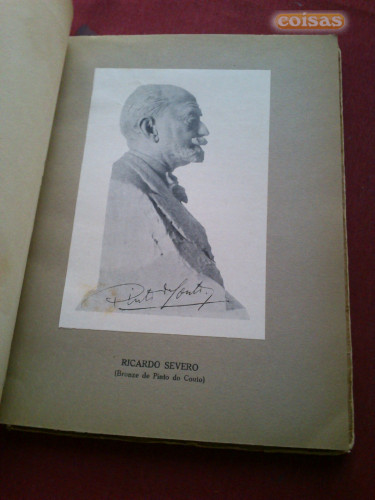 coisas
Pinto do Couto
RICARDO SEVERO
(Bronze de Pinto do Couto)